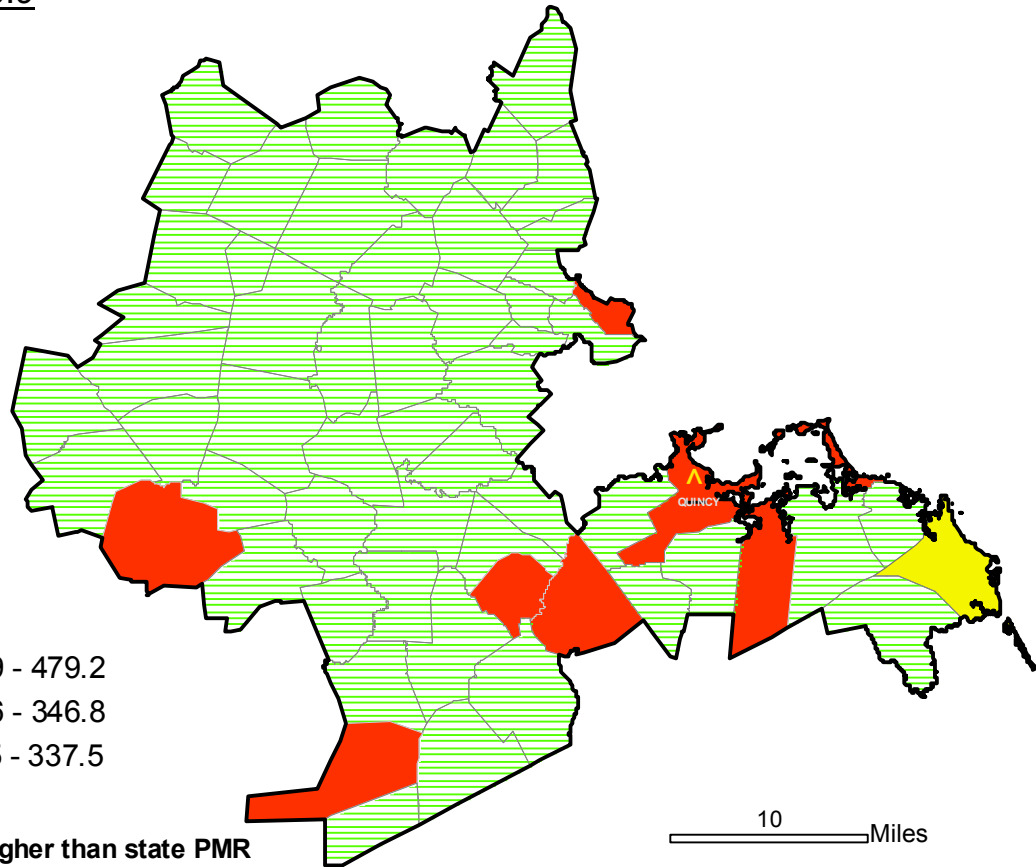 QUINCY
- 479.2
- 346.8
- 337.5
10
Miles
gher than state PMR